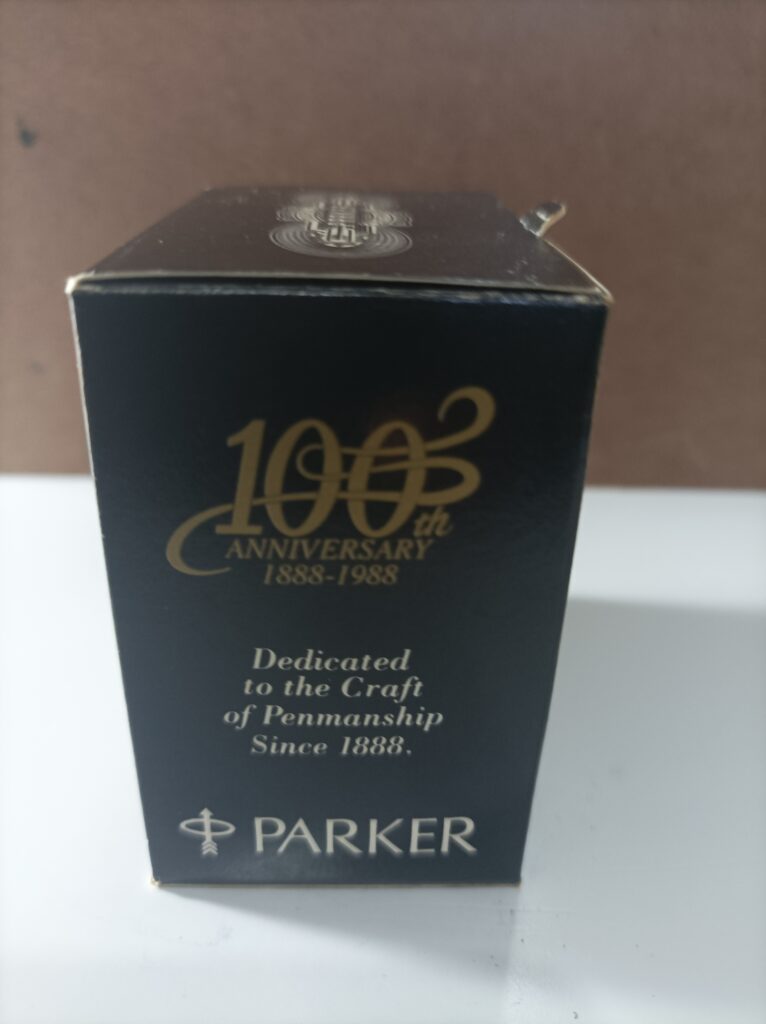 100th
ANNIVERSARY
1888-1988
Dedicated
to the Craft
of Penmanship
Since 1888.
PARKER